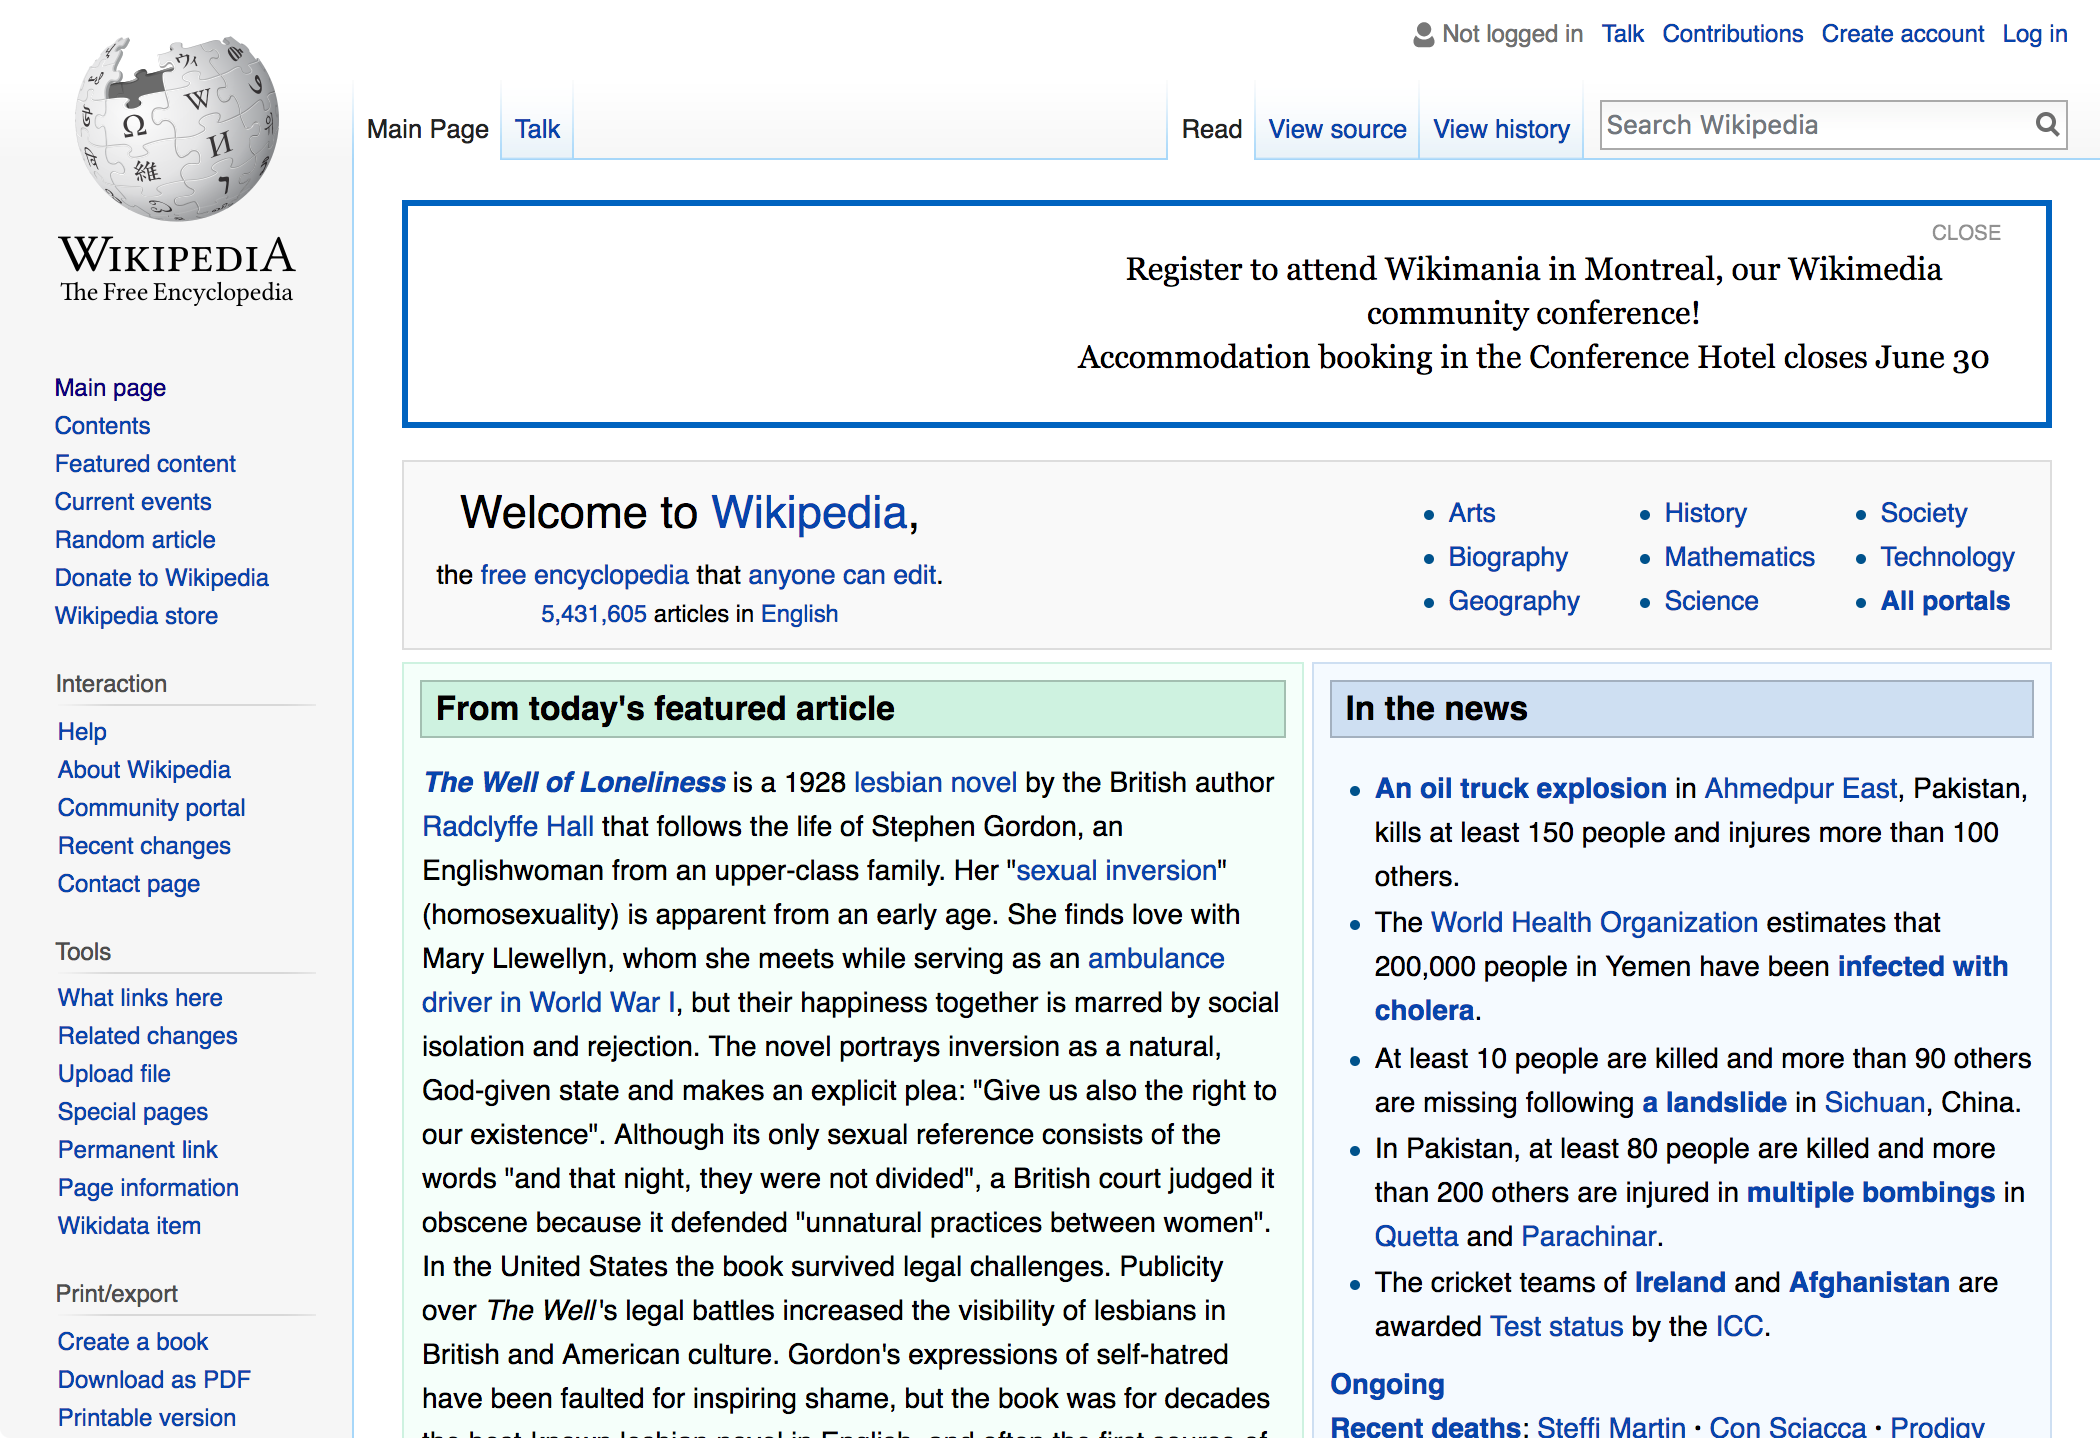 Not logged in Talk Contributions Create account Log in
Main Page Talk Read View source View history Search Wikipedia
WIKIPEDIA
The Free Encyclopedia
Main page
Contents
Featured content
Current events
Random article
Donate to Wikipedia
Wikipedia store
Interaction
Help
About Wikipedia
Community portal
Recent changes
Contact page
Tools
What links here
Related changes
Upload file
Special pages
Permanent link
Page information
Wikidata item
Print/export
Create a book
Download as PDF
Printable version
CLOSE
Register to attend Wikimania in Montreal, our Wikimedia
community conference!
Accommodation booking in the Conference Hotel closes June 30
Welcome to Wikipedia,
the free encyclopedia that anyone can edit.
5,431,605 articles in English
Arts
Biography
Geography
History
Mathematics
Science
Society
Technology
All portals
From today's featured article
The Well of Loneliness is a 1928 lesbian novel by the British author
Radclyffe Hall that follows the life of Stephen Gordon, an
Englishwoman from an upper-class family. Her "sexual inversion"
(homosexuality) is apparent from an early age. She finds love with
Mary Llewellyn, whom she meets while serving as an ambulance
driver in World War I, but their happiness together is marred by social
isolation and rejection. The novel portrays inversion as a natural,
God-given state and makes an explicit plea: "Give us also the right to
our existence". Although its only sexual reference consists of the
words "and that night, they were not divided", a British court judged it
obscene because it defended "unnatural practices between women".
In the United States the book survived legal challenges. Publicity
over The Well's legal battles increased the visibility of lesbians in
British and American culture. Gordon's expressions of self-hatred
have been faulted for inspiring shame, but the book was for decades
the best known lesbian novel in English, and often the first source of
In the news
An oil truck explosion in Ahmedpur East, Pakistan,
kills at least 150 people and injures more than 100
others.
The World Health Organization estimates that
200,000 people in Yemen have been infected with
cholera.
At least 10 people are killed and more than 90 others
are missing following a landslide in Sichuan, China.
In Pakistan, at least 80 people are killed and more
than 200 others are injured in multiple bombings in
Quetta and Parachinar.
The cricket teams of Ireland and Afghanistan are
awarded Test status by the ICC.
Ongoing
Recent deaths: Steffi Martin · Con Sciacca · Prodigy